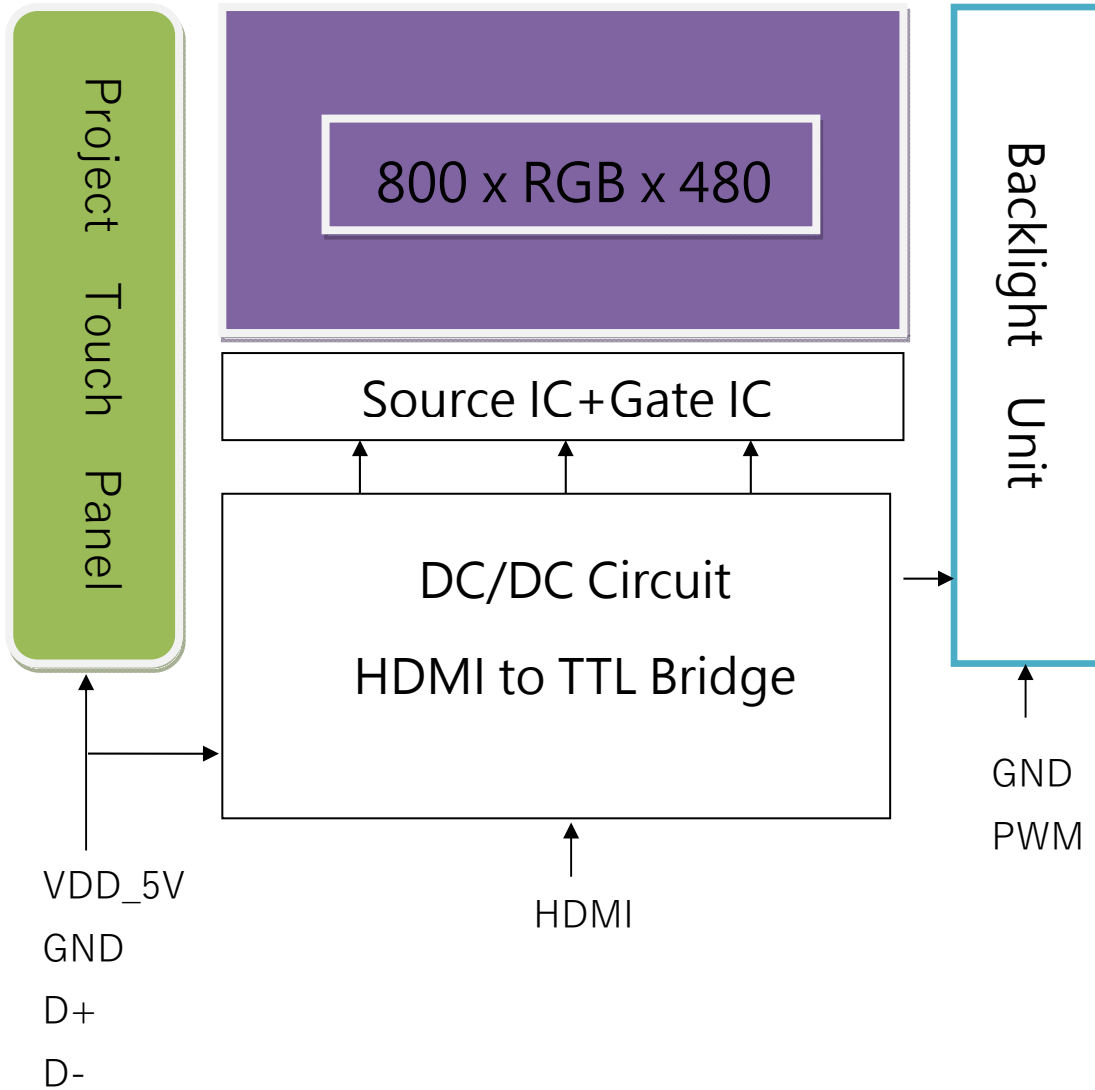 Project Touch Panel
800 x RGB x 480
Backlight Unit
Source IC+Gate IC
DC/DC Circuit
HDMI to TTL Bridge
VDD_5V
GND
D+
D-
HDMI
GND
PWM